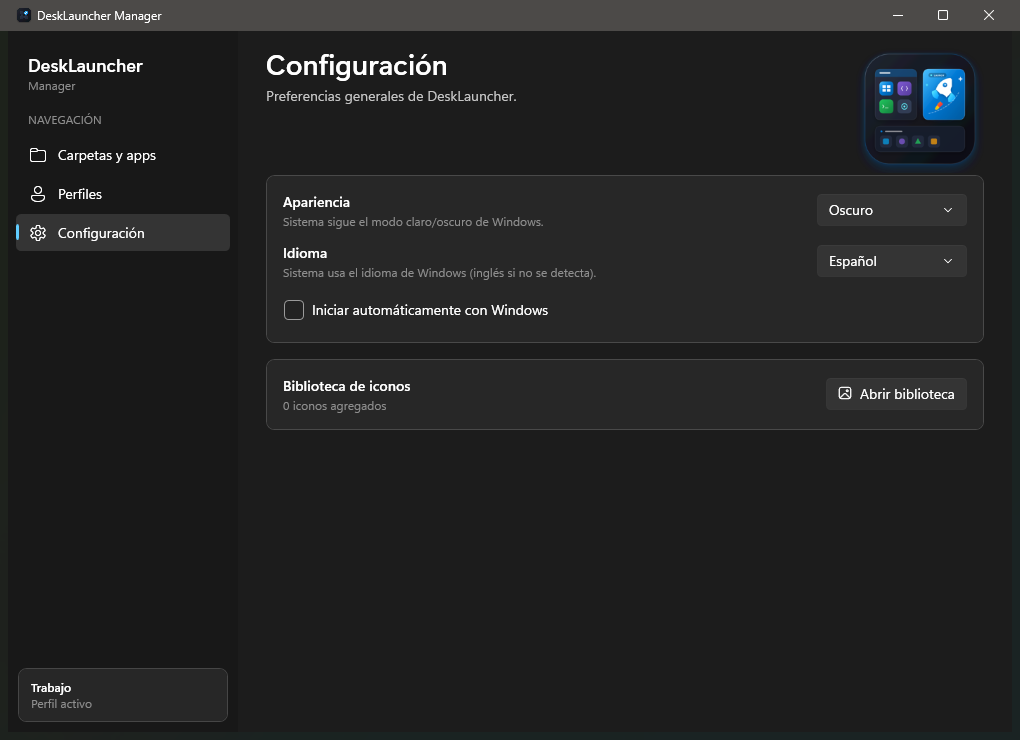 DeskLauncher Manager
DeskLauncher
Manager
NAVEGACIÓN
Carpetas y apps
Perfiles
Configuración
Trabajo
Perfil activo
Configuración
Preferencias generales de DeskLauncher.
Apariencia
Sistema sigue el modo claro/oscuro de Windows.
Oscuro
Idioma
Sistema usa el idioma de Windows (inglés si no se detecta).
Español
Iniciar automáticamente con Windows
Biblioteca de iconos
0 iconos agregados
Abrir biblioteca